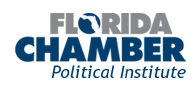 FLORIDA
CHAMBER
Political Institute